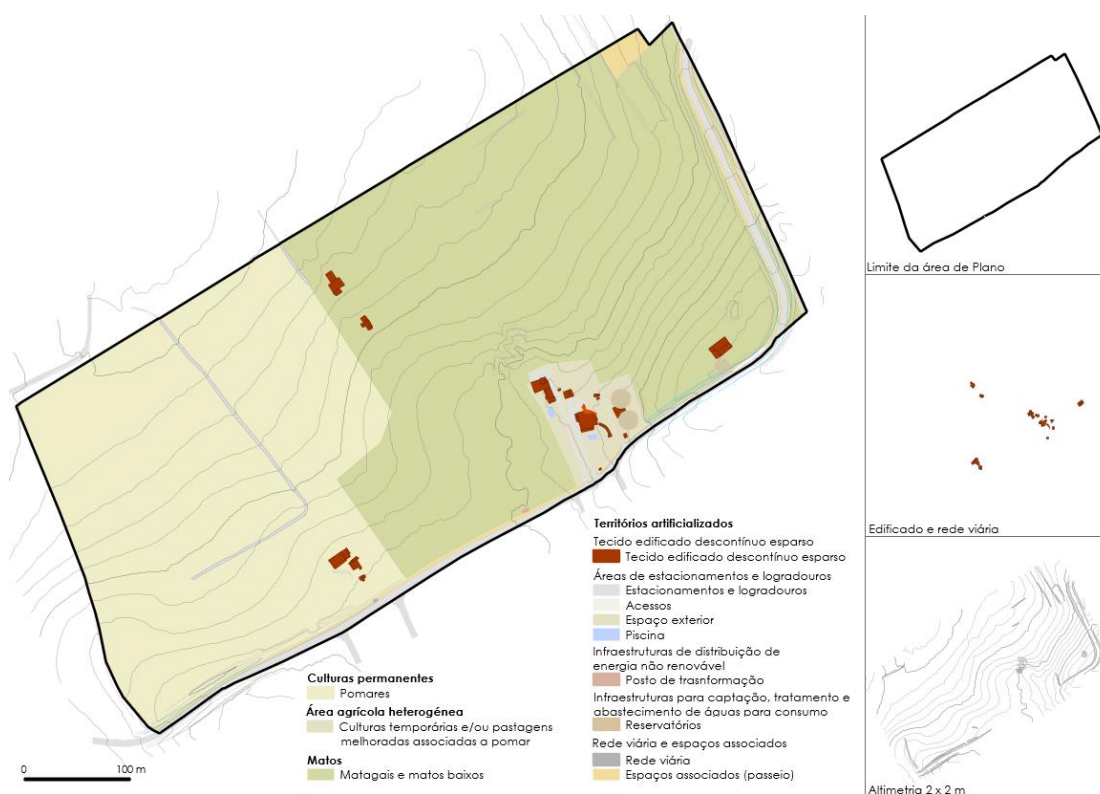 Limite da área de Plano
Edificado e rede viária
Altimetria 2 x 2 m
Culturas permanentes
Pomares
Área agrícola heterogénea
Culturas temporárias e/ou pastagens
melhoradas associadas a pomar
Matos
Matagais e matos baixos
0 100 m
Territórios artificializados
Tecido edificado descontínuo esparso
Tecido edificado descontínuo esparso
Áreas de estacionamentos e logradouros
Estacionamentos e logradouros
Acessos
Espaço exterior
Piscina
Infraestruturas de distribuição de
energia não renovável
Posto de trasnformação
Infraestruturas para captação, tratamento e
abastecimento de águas para consumo
Reservatórios
Rede viária e espaços associados
Rede viária
Espaços associados (passeio)